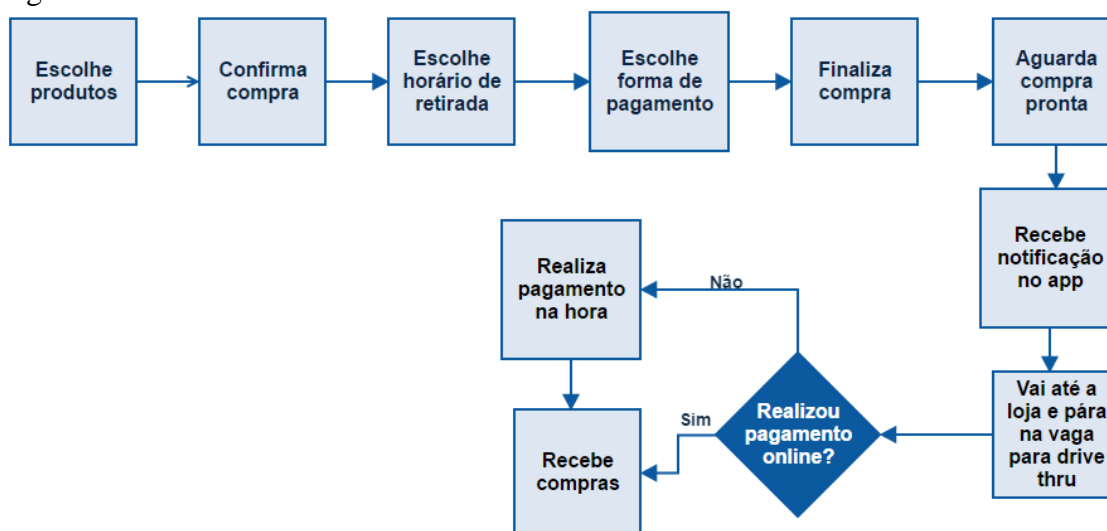 Escolhe
produtos
Confirma
compra
Escolhe
horário de
retirada
Escolhe
forma de
pagamento
Finaliza
compra
Aguarda
compra
pronta
Recebe
notificação
no app
Vai até a
loja e pára
na vaga
para drive
thru
Realizou
pagamento
online?
Não
Realiza
pagamento
na hora
Sim
Recebe
compras